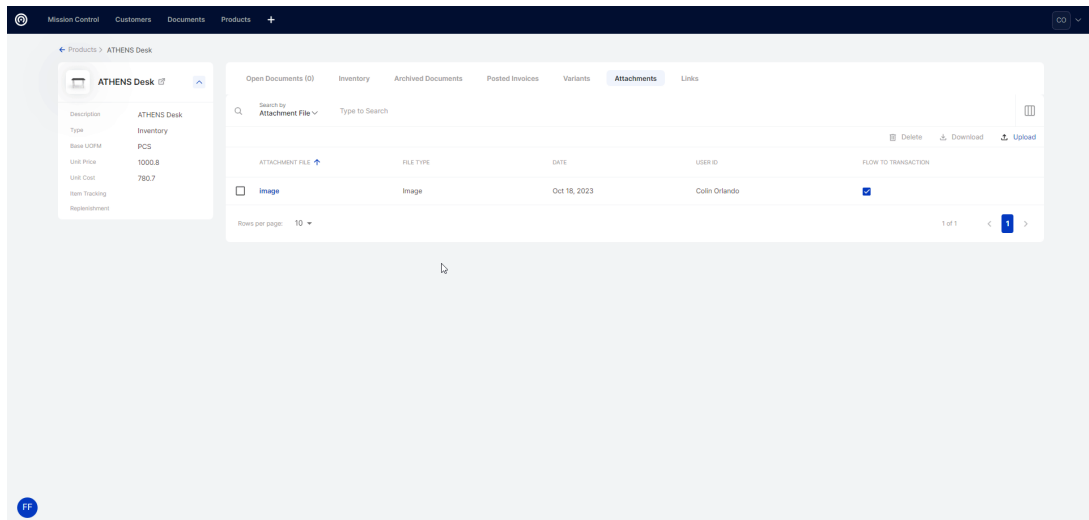 Mission Control Customers Documents Products + CO
← Products > ATHENS Desk
ATHENS Desk
Description ATHENS Desk
Type Inventory
Base UOFM PCS
Unit Price 1000.8
Unit Cost 780.7
Item Tracking
Replenishment
Open Documents (0) Inventory Archived Documents Posted Invoices Variants Attachments Links
Search by
Attachment File Type to Search
Delete Download Upload
ATTACHMENT FILE ↑ FILE TYPE DATE USER ID FLOW TO TRANSACTION
image Image Oct 18, 2023 Colin Orlando
Rows per page: 10 1 of 1 < 1 >
FF